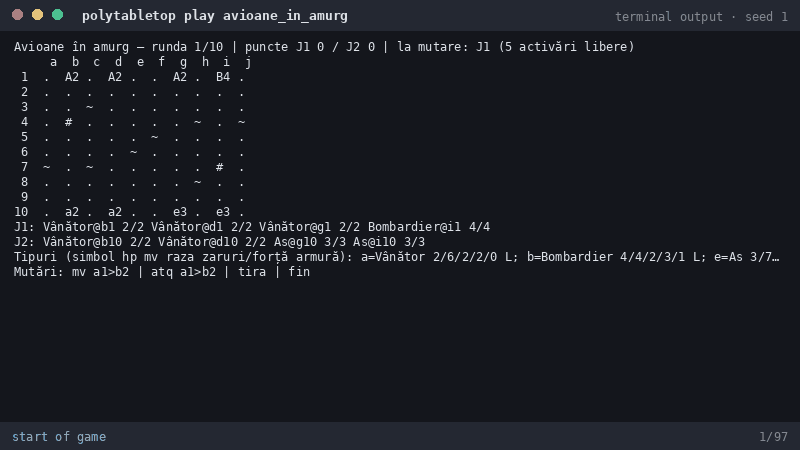 polytabletop play avioane_in_amurg
terminal output · seed 1
Avioane în amurg — runda 1/10 | puncte J1 0 / J2 0 | la mutare: J1 (5 activări libere)
a b c d e f g h i j
1 . A2 . A2 . . A2 . B4 .
2 . . . . . . . . . .
3 . . ~ . . . . . . .
4 . # . . . . . ~ . ~
5 . . . . . ~ . . . .
6 . . . . ~ . . . . .
7 ~ . ~ . . . . . # .
8 . . . . . . . ~ . .
9 . . . . . . . . . .
10 . a2 . a2 . . e3 . e3 .
J1: Vânător@b1 2/2 Vânător@d1 2/2 Vânător@g1 2/2 Bombardier@i1 4/4
J2: Vânător@b10 2/2 Vânător@d10 2/2 As@g10 3/3 As@i10 3/3
Tipuri (simbol hp mv raza zaruri/forță armură): a=Vânător 2/6/2/2/0 L; b=Bombardier 4/4/2/3/1 L; e=As 3/7…
Mutări: mv a1>b2 | atq a1>b2 | tira | fin
start of game
1/97